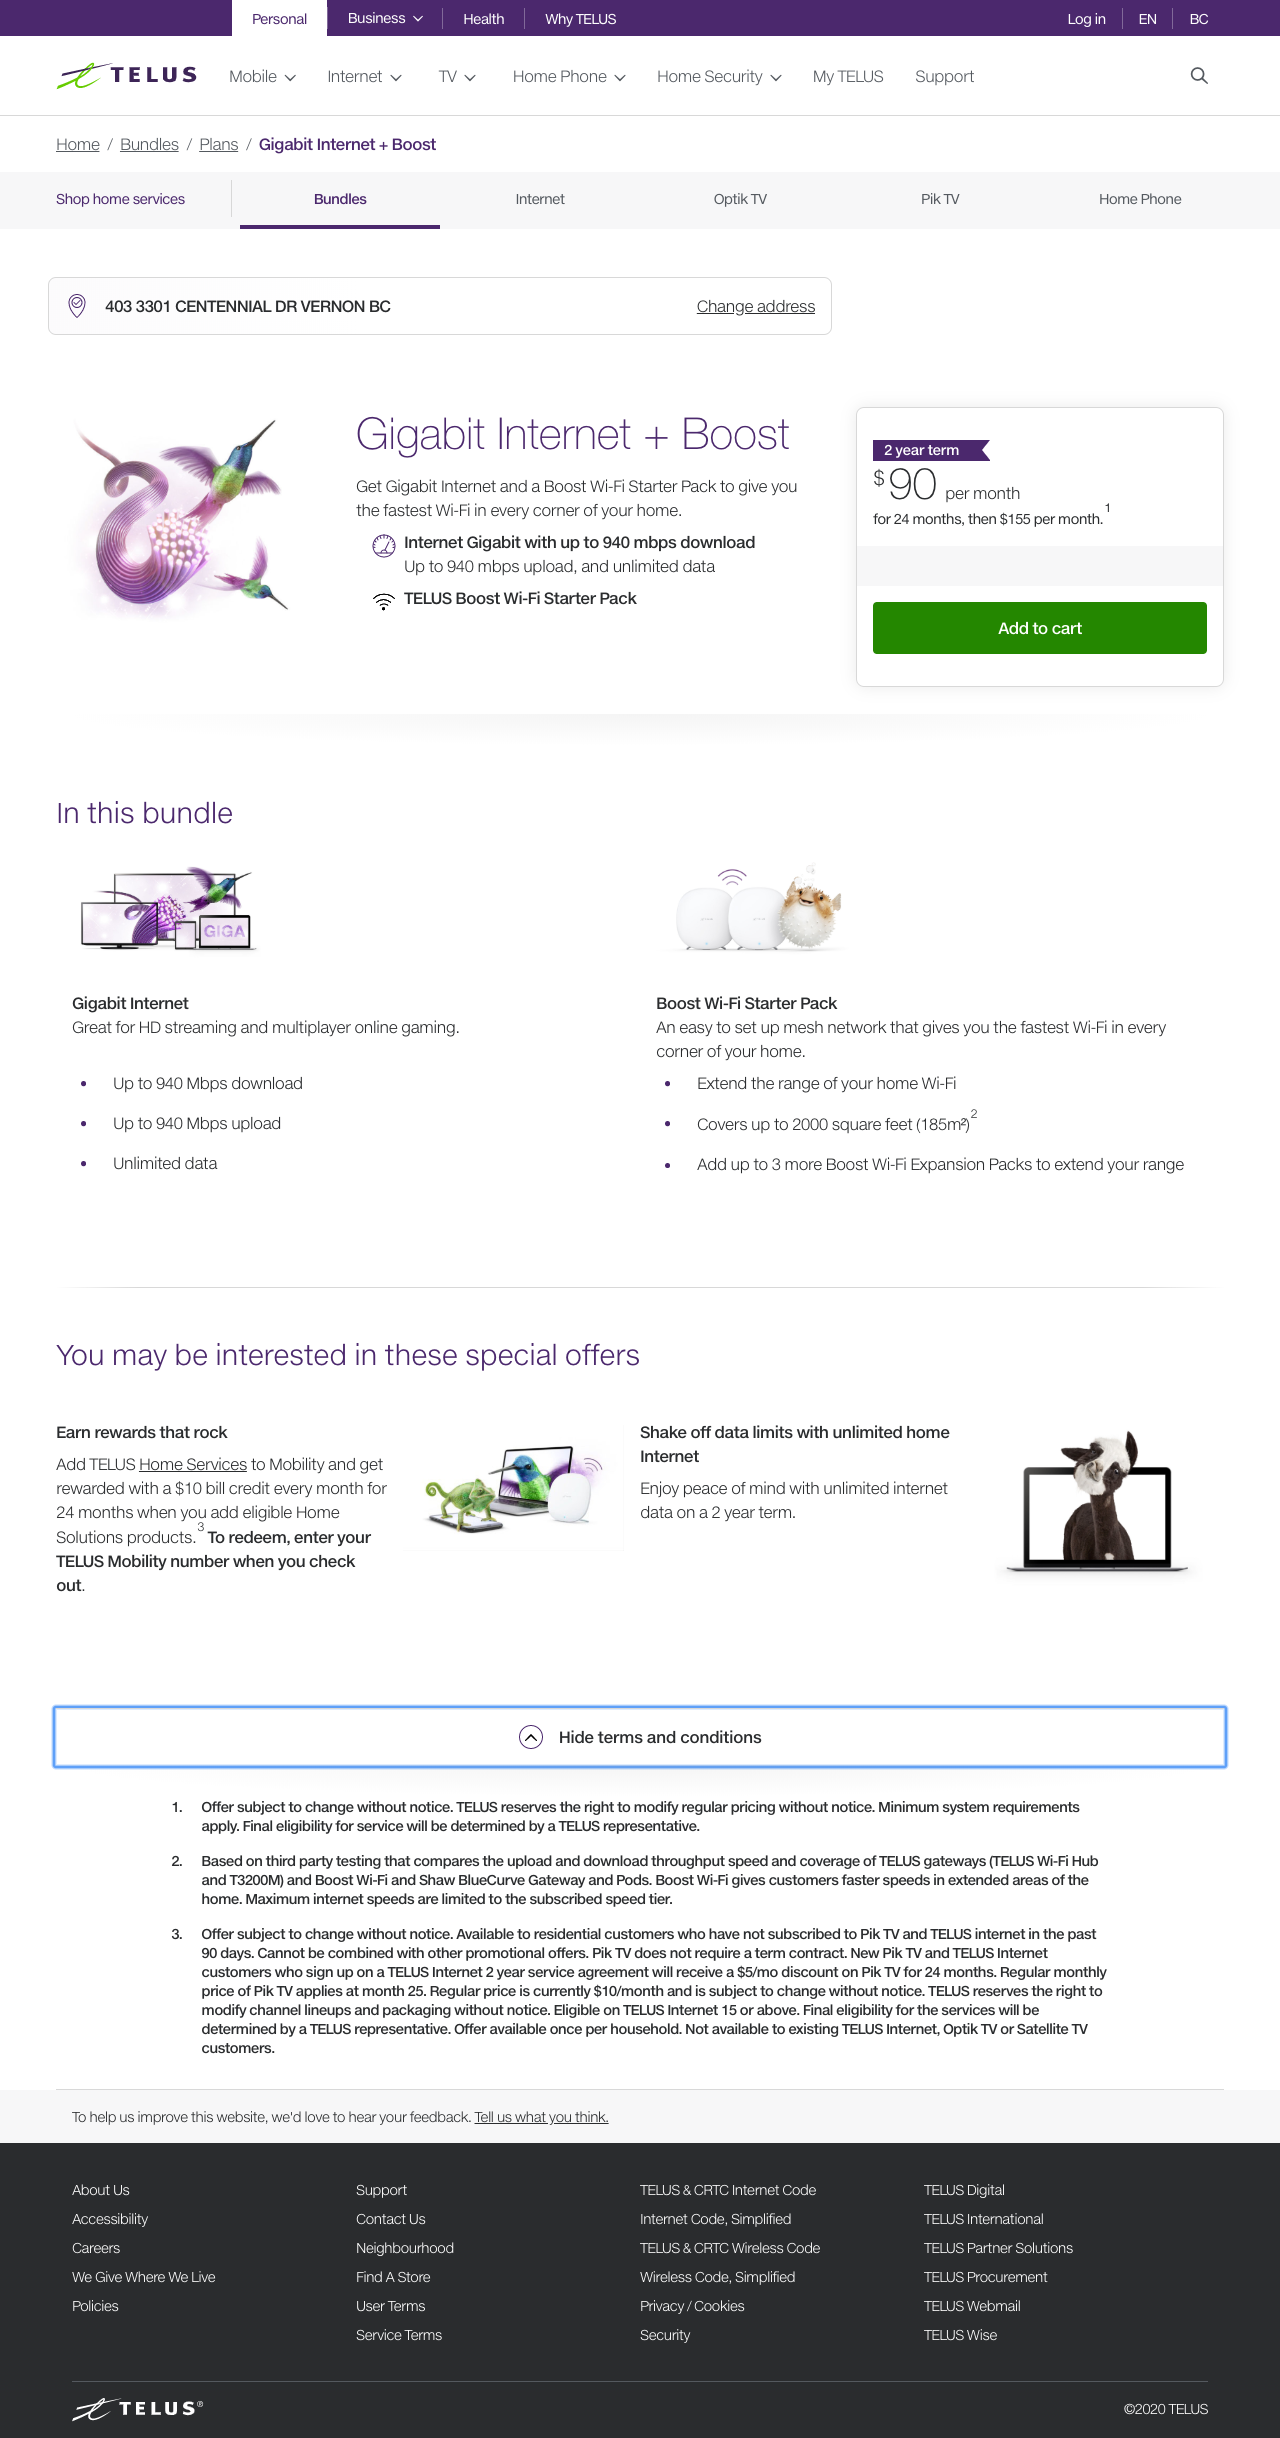 Personal Business Health Why TELUS Log in EN BC
TELUS Mobile Internet TV Home Phone Home Security My TELUS Support
Home / Bundles / Plans / Gigabit Internet + Boost
Shop home services Bundles Internet Optik TV Pik TV Home Phone
403 3301 CENTENNIAL DR VERNON BC Change address
Gigabit Internet + Boost
Get Gigabit Internet and a Boost Wi-Fi Starter Pack to give you
the fastest Wi-Fi in every corner of your home.
Internet Gigabit with up to 940 mbps download
Up to 940 mbps upload, and unlimited data
TELUS Boost Wi-Fi Starter Pack
2 year term
$90 per month
for 24 months, then $155 per month.1
Add to cart
In this bundle
GIGA
Gigabit Internet
Great for HD streaming and multiplayer online gaming.
• Up to 940 Mbps download
• Up to 940 Mbps upload
• Unlimited data
Boost Wi-Fi Starter Pack
An easy to set up mesh network that gives you the fastest Wi-Fi in every
corner of your home.
• Extend the range of your home Wi-Fi
• Covers up to 2000 square feet (185m²)2
• Add up to 3 more Boost Wi-Fi Expansion Packs to extend your range
You may be interested in these special offers
Earn rewards that rock
Add TELUS Home Services to Mobility and get
rewarded with a $10 bill credit every month for
24 months when you add eligible Home
Solutions products.3 To redeem, enter your
TELUS Mobility number when you check
out.
Shake off data limits with unlimited home
Internet
Enjoy peace of mind with unlimited internet
data on a 2 year term.
Hide terms and conditions
1. Offer subject to change without notice. TELUS reserves the right to modify regular pricing without notice. Minimum system requirements
apply. Final eligibility for service will be determined by a TELUS representative.
2. Based on third party testing that compares the upload and download throughput speed and coverage of TELUS gateways (TELUS Wi-Fi Hub
and T3200M) and Boost Wi-Fi and Shaw BlueCurve Gateway and Pods. Boost Wi-Fi gives customers faster speeds in extended areas of the
home. Maximum internet speeds are limited to the subscribed speed tier.
3. Offer subject to change without notice. Available to residential customers who have not subscribed to Pik TV and TELUS internet in the past
90 days. Cannot be combined with other promotional offers. Pik TV does not require a term contract. New Pik TV and TELUS Internet
customers who sign up on a TELUS Internet 2 year service agreement will receive a $5/mo discount on Pik TV for 24 months. Regular monthly
price of Pik TV applies at month 25. Regular price is currently $10/month and is subject to change without notice. TELUS reserves the right to
modify channel lineups and packaging without notice. Eligible on TELUS Internet 15 or above. Final eligibility for the services will be
determined by a TELUS representative. Offer available once per household. Not available to existing TELUS Internet, Optik TV or Satellite TV
customers.
To help us improve this website, we'd love to hear your feedback. Tell us what you think.
About Us Support TELUS & CRTC Internet Code TELUS Digital
Accessibility Contact Us Internet Code, Simplified TELUS International
Careers Neighbourhood TELUS & CRTC Wireless Code TELUS Partner Solutions
We Give Where We Live Find A Store Wireless Code, Simplified TELUS Procurement
Policies User Terms Privacy / Cookies TELUS Webmail
Service Terms Security TELUS Wise
TELUS® ©2020 TELUS